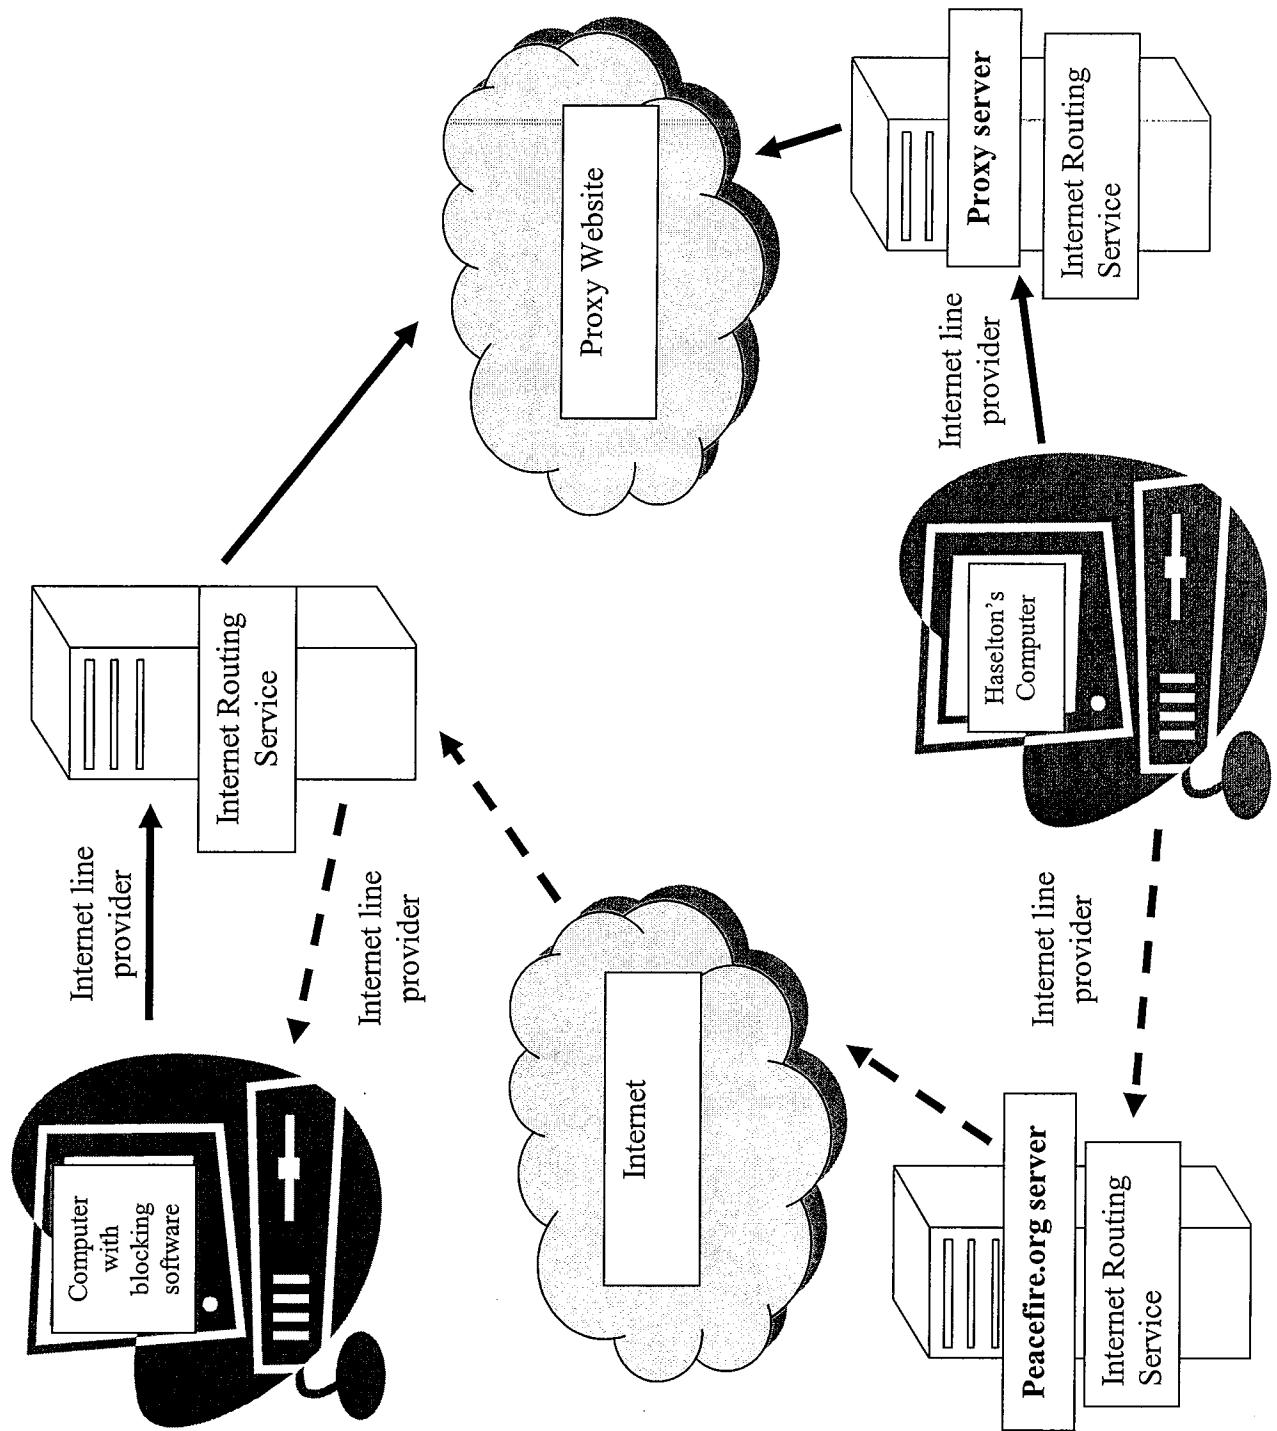 Computer
with
blocking
software
Internet line
provider
Internet line
provider
Internet Routing
Service
Internet
Proxy Website
Peacefire.org server
Internet Routing
Service
Internet line
provider
Haselton's
Computer
Internet line
provider
Proxy server
Internet Routing
Service